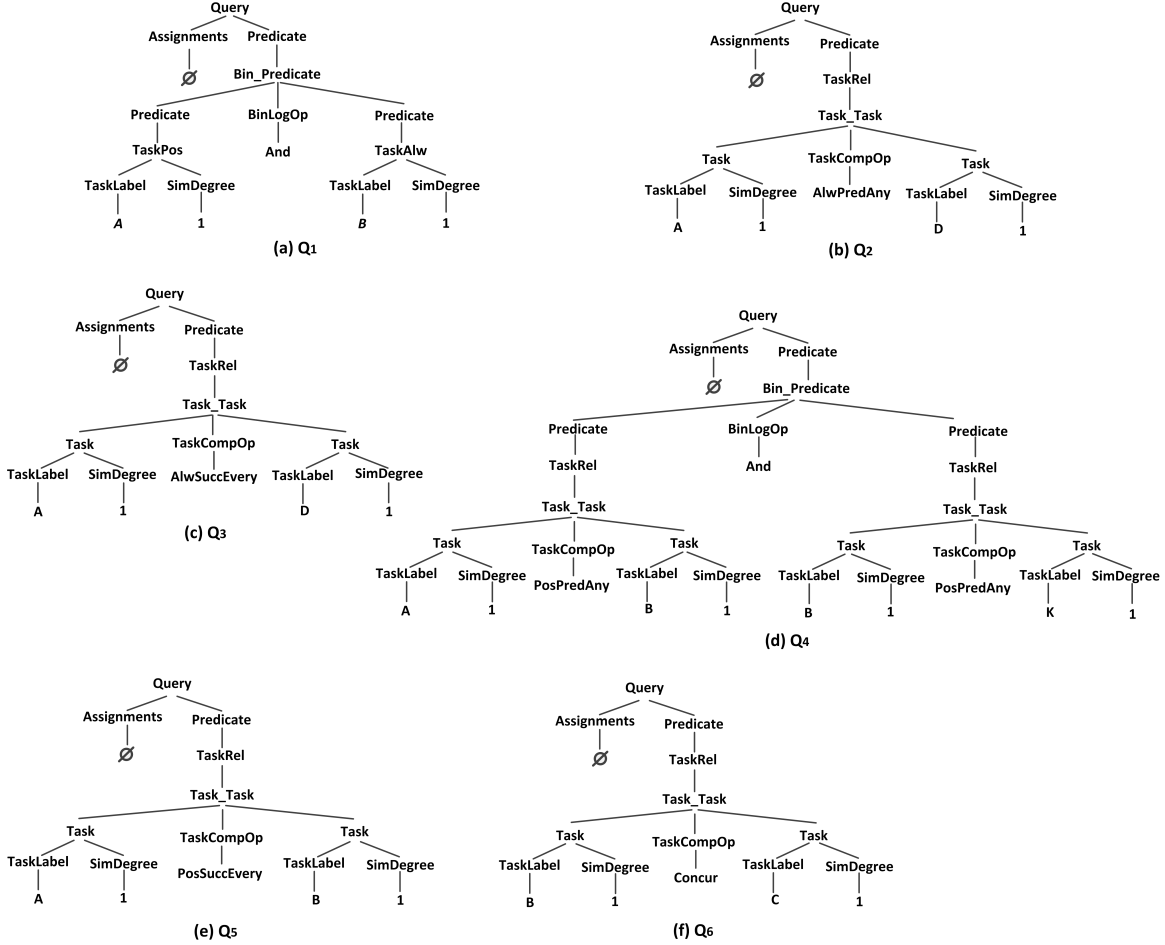 Query
Assignments Predicate
∅ Bin_Predicate
Predicate BinLogOp Predicate
TaskPos And TaskAlw
TaskLabel SimDegree TaskLabel SimDegree
A 1 B 1
(a) Q1
Query
Assignments Predicate
∅ TaskRel
Task_Task
Task TaskCompOp Task
TaskLabel SimDegree AlwPredAny TaskLabel SimDegree
A 1 D 1
(b) Q2
Query
Assignments Predicate
∅ TaskRel
Task_Task
Task TaskCompOp Task
TaskLabel SimDegree AlwSuccEvery TaskLabel SimDegree
A 1 D 1
(c) Q3
Query
Assignments Predicate
∅ Bin_Predicate
Predicate BinLogOp Predicate
TaskRel And TaskRel
Task_Task Task_Task
Task TaskCompOp Task Task TaskCompOp Task
TaskLabel SimDegree PosPredAny TaskLabel SimDegree TaskLabel SimDegree PosPredAny TaskLabel SimDegree
A 1 B 1 B 1 K 1
(d) Q4
Query
Assignments Predicate
∅ TaskRel
Task_Task
Task TaskCompOp Task
TaskLabel SimDegree PosSuccEvery TaskLabel SimDegree
A 1 B 1
(e) Q5
Query
Assignments Predicate
∅ TaskRel
Task_Task
Task TaskCompOp Task
TaskLabel SimDegree Concur TaskLabel SimDegree
B 1 C 1
(f) Q6